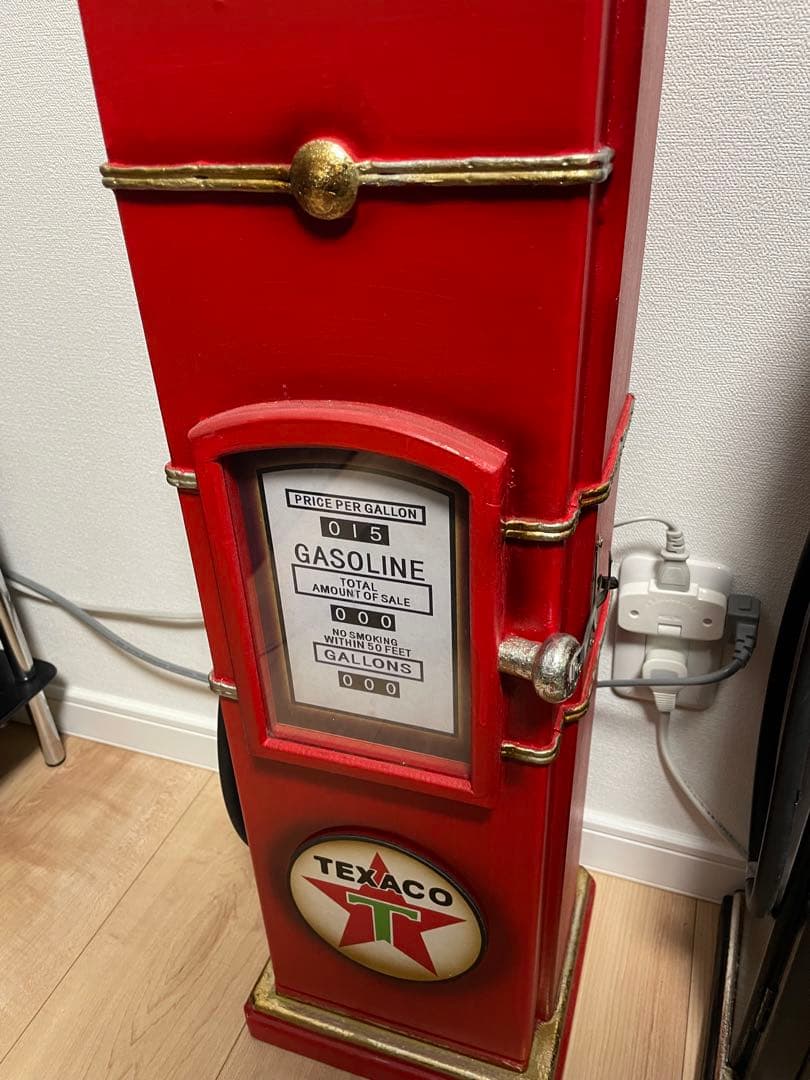 PRICE PER GALLON
015
GASOLINE
TOTAL
AMOUNT OF SALE
000
NO SMOKING
WITHIN 50 FEET
GALLONS
000
TEXACO
T